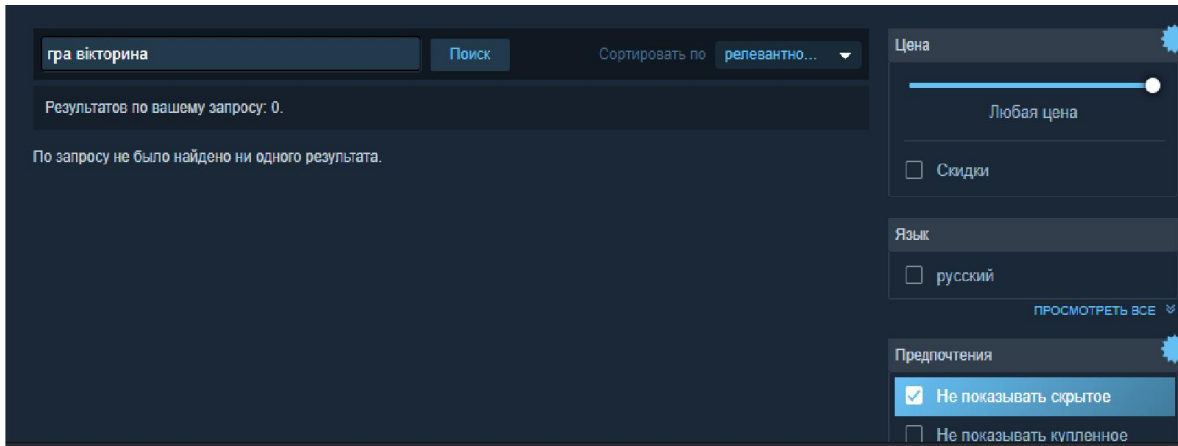 гра вікторина
Поиск
Сортировать по релевантно...
Результатов по вашему запросу: 0.
По запросу не было найдено ни одного результата.
Цена
Любая цена
Скидки
Язык
русский
ПРОСМОТРЕТЬ ВСЕ
Предпочтения
Не показывать скрытое
Не показывать купленное